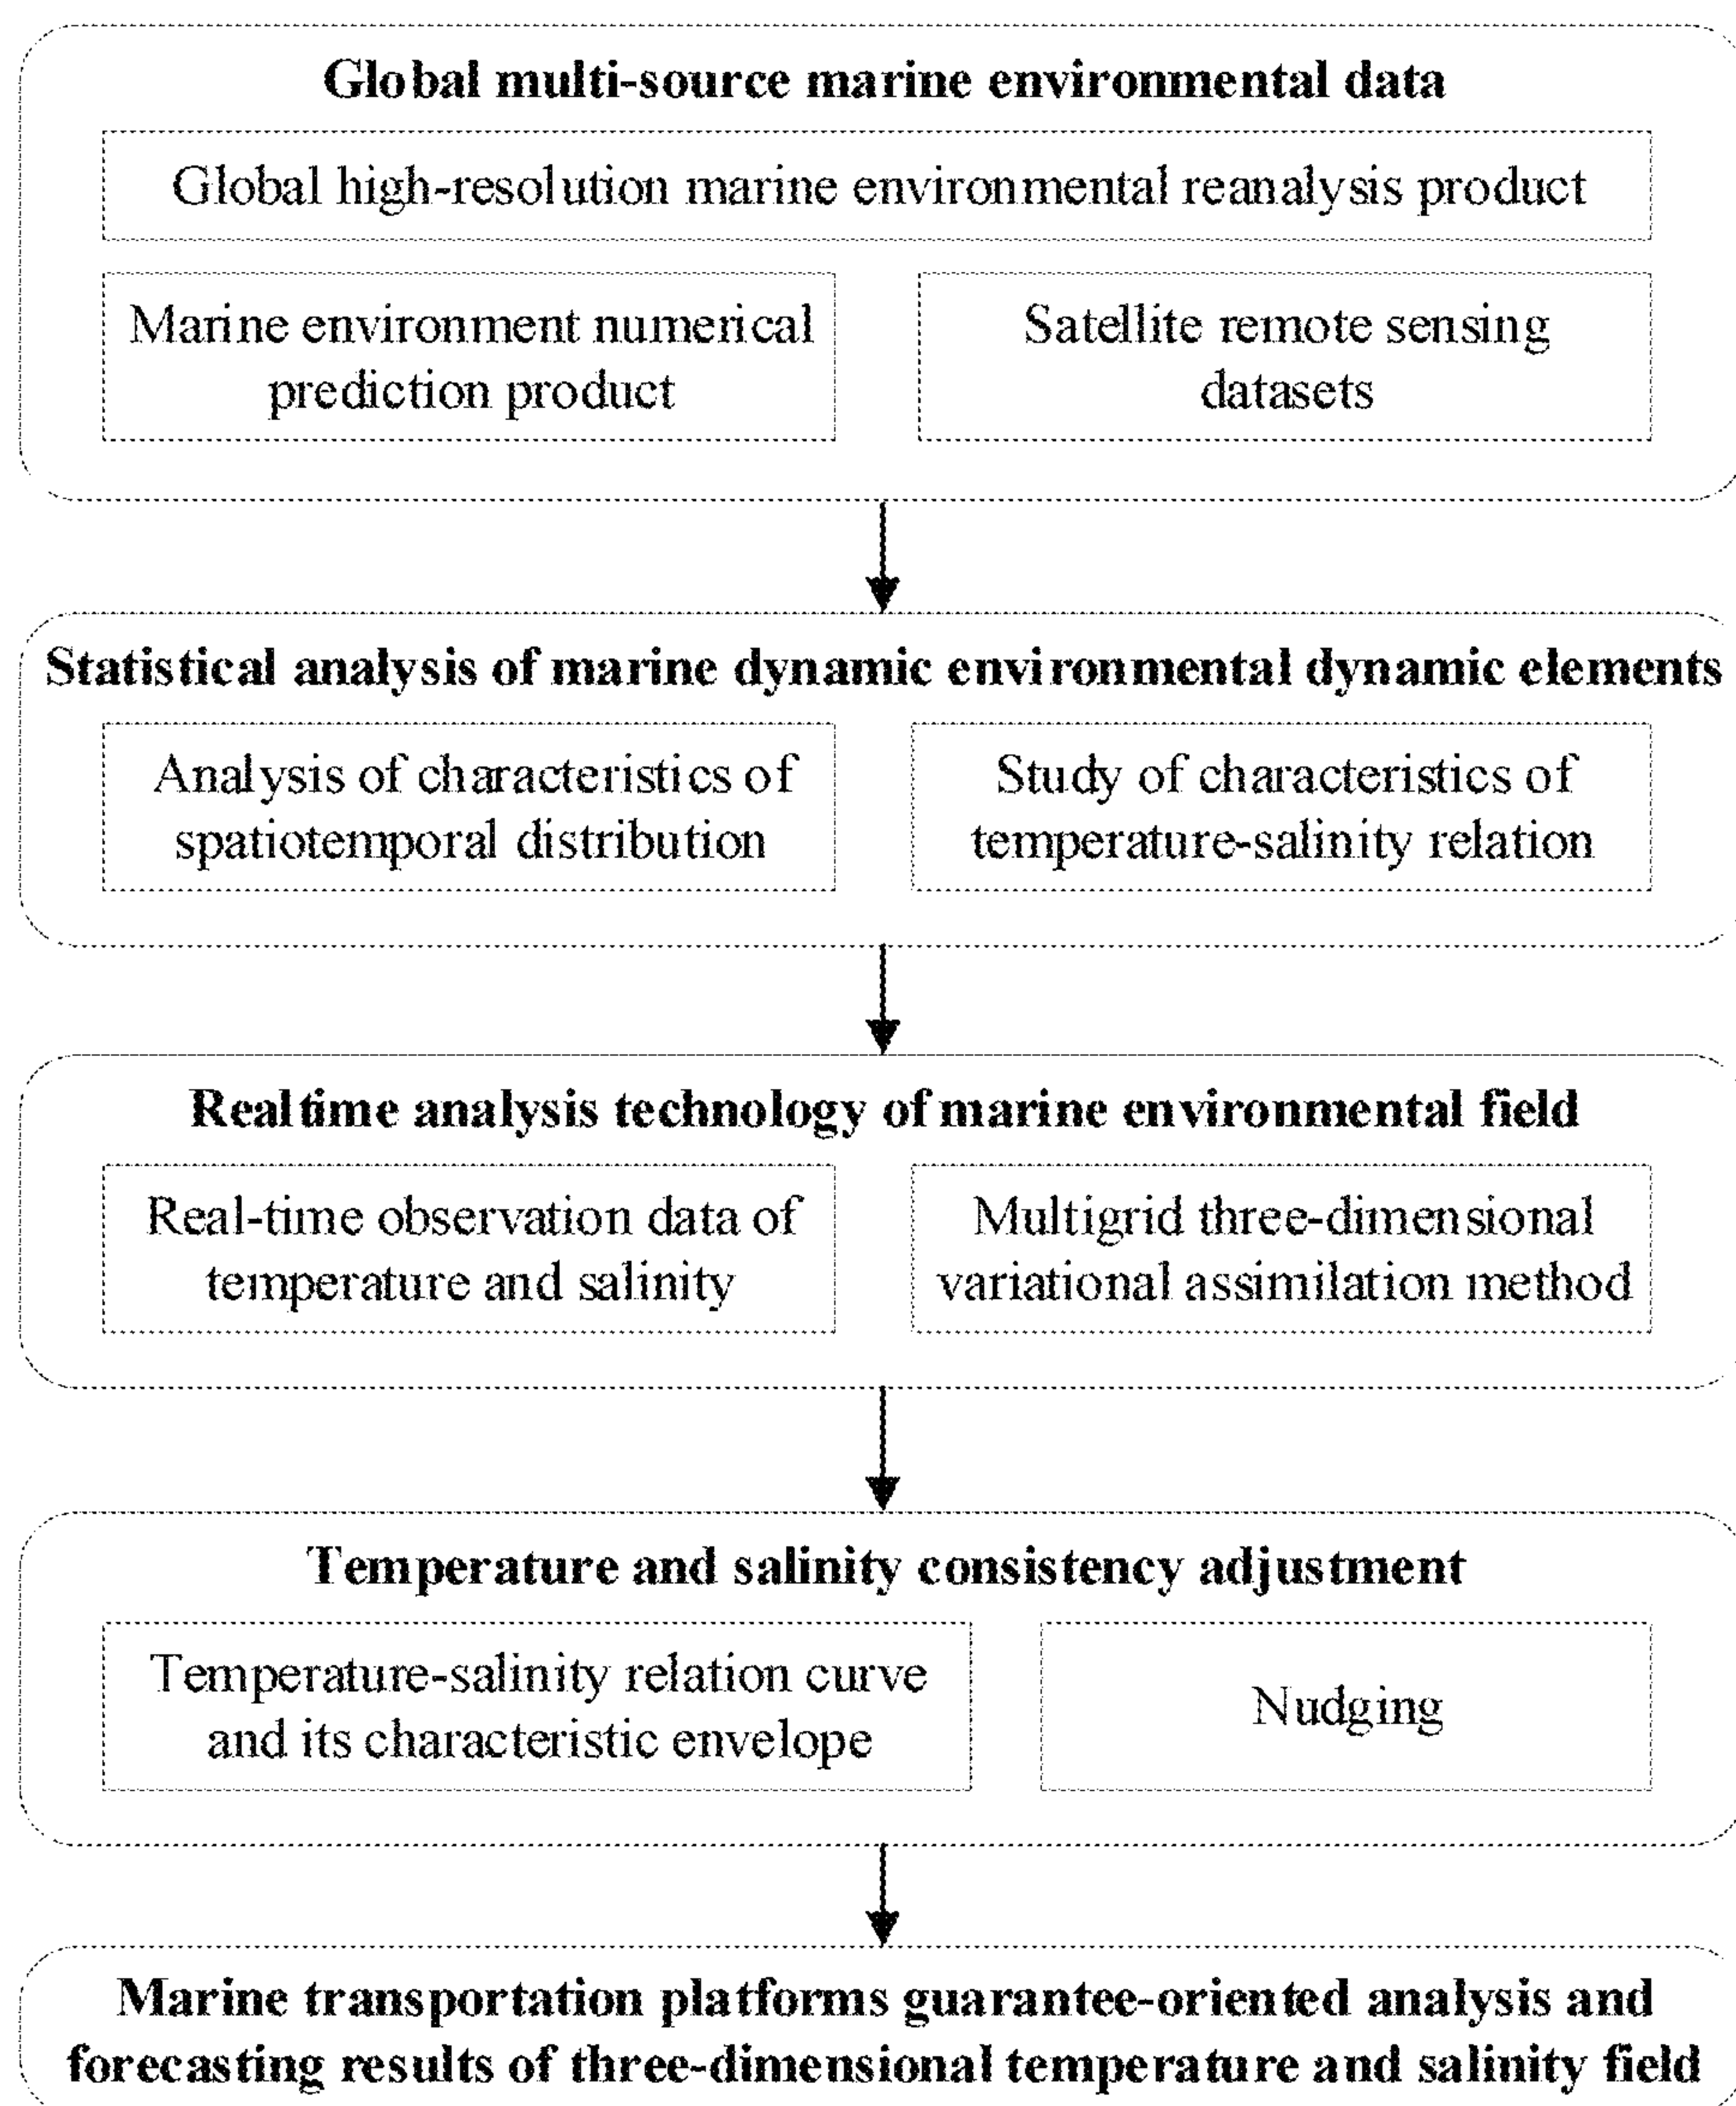 Global multi-source marine environmental data
Global high-resolution marine environmental reanalysis product
Marine environment numerical
prediction product
Satellite remote sensing
datasets
Statistical analysis of marine dynamic environmental dynamic elements
Analysis of characteristics of
spatiotemporal distribution
Study of characteristics of
temperature-salinity relation
Realtime analysis technology of marine environmental field
Real-time observation data of
temperature and salinity
Multigrid three-dimensional
variational assimilation method
Temperature and salinity consistency adjustment
Temperature-salinity relation curve
and its characteristic envelope
Nudging
Marine transportation platforms guarantee-oriented analysis and
forecasting results of three-dimensional temperature and salinity field